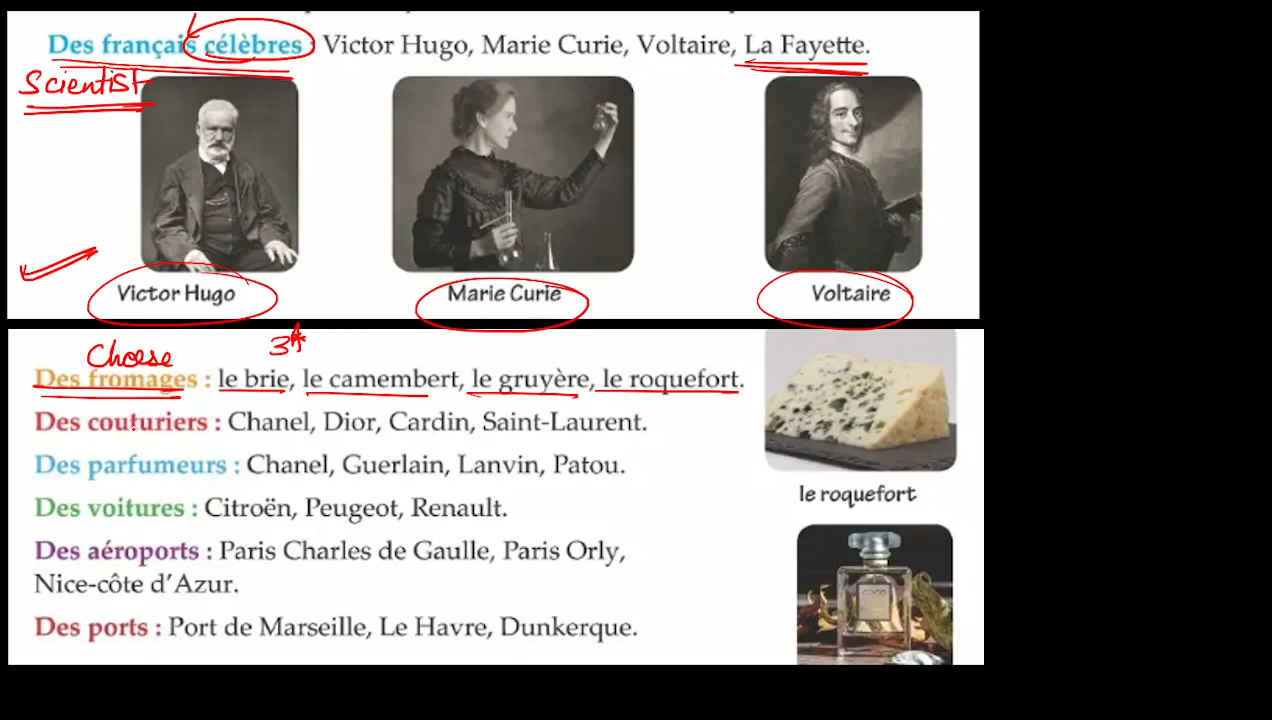 Des français célèbres : Victor Hugo, Marie Curie, Voltaire, La Fayette.
Scientist
Victor Hugo
Marie Curie
Voltaire
Cheese
Des fromages : le brie, le camembert, le gruyère, le roquefort.
Des couturiers : Chanel, Dior, Cardin, Saint-Laurent.
Des parfumeurs : Chanel, Guerlain, Lanvin, Patou.
le roquefort
Des voitures : Citroën, Peugeot, Renault.
Des aéroports : Paris Charles de Gaulle, Paris Orly,
Nice-côte d'Azur.
COCO
Des ports : Port de Marseille, Le Havre, Dunkerque.